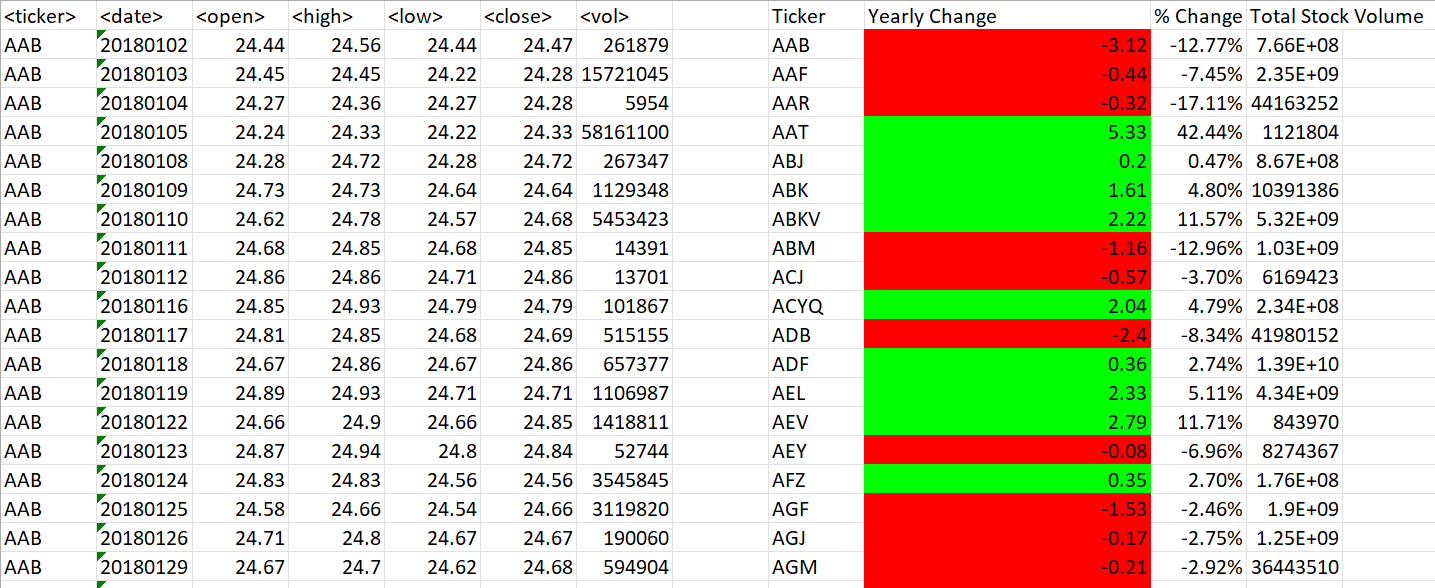 <ticker> <date> <open> <high> <low> <close> <vol> Ticker Yearly Change % Change Total Stock Volume
AAB 20180102 24.44 24.56 24.44 24.47 261879 AAB -3.12 -12.77% 7.66E+08
AAB 20180103 24.45 24.45 24.22 24.28 15721045 AAF -0.44 -7.45% 2.35E+09
AAB 20180104 24.27 24.36 24.27 24.28 5954 AAR -0.32 -17.11% 44163252
AAB 20180105 24.24 24.33 24.22 24.33 58161100 AAT 5.33 42.44% 1121804
AAB 20180108 24.28 24.72 24.28 24.72 267347 ABJ 0.2 0.47% 8.67E+08
AAB 20180109 24.73 24.73 24.64 24.64 1129348 ABK 1.61 4.80% 10391386
AAB 20180110 24.62 24.78 24.57 24.68 5453423 ABKV 2.22 11.57% 5.32E+09
AAB 20180111 24.68 24.85 24.68 24.85 14391 ABM -1.16 -12.96% 1.03E+09
AAB 20180112 24.86 24.86 24.71 24.86 13701 ACJ -0.57 -3.70% 6169423
AAB 20180116 24.85 24.93 24.79 24.79 101867 ACYQ 2.04 4.79% 2.34E+08
AAB 20180117 24.81 24.85 24.68 24.69 515155 ADB -2.4 -8.34% 41980152
AAB 20180118 24.67 24.86 24.67 24.86 657377 ADF 0.36 2.74% 1.39E+10
AAB 20180119 24.89 24.93 24.71 24.71 1106987 AEL 2.33 5.11% 4.34E+09
AAB 20180122 24.66 24.9 24.66 24.85 1418811 AEV 2.79 11.71% 843970
AAB 20180123 24.87 24.94 24.8 24.84 52744 AEY -0.08 -6.96% 8274367
AAB 20180124 24.83 24.83 24.56 24.56 3545845 AFZ 0.35 2.70% 1.76E+08
AAB 20180125 24.58 24.66 24.54 24.66 3119820 AGF -1.53 -2.46% 1.9E+09
AAB 20180126 24.71 24.8 24.67 24.67 190060 AGJ -0.17 -2.75% 1.25E+09
AAB 20180129 24.67 24.7 24.62 24.68 594904 AGM -0.21 -2.92% 36443510